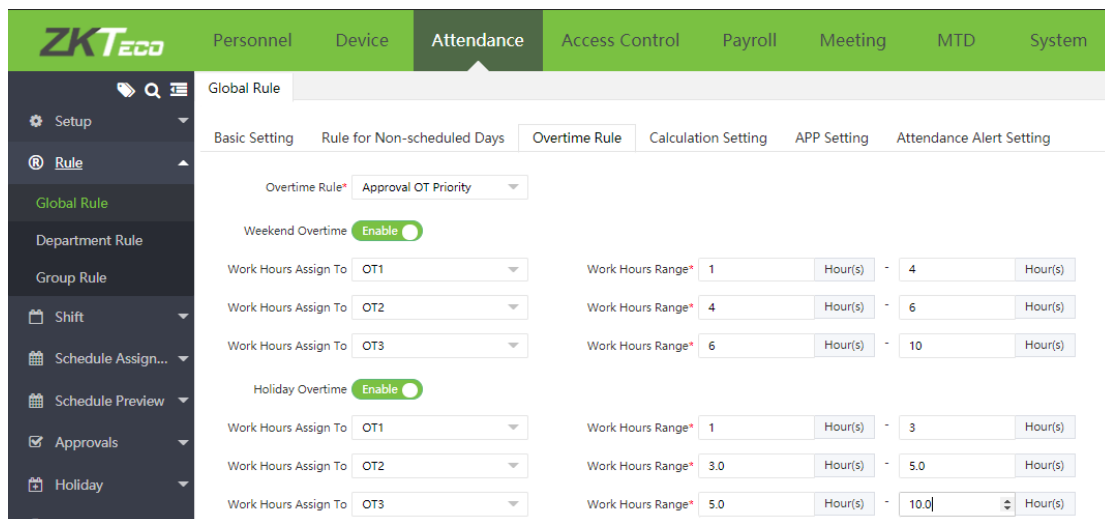 ZKTeco Personnel Device Attendance Access Control Payroll Meeting MTD System
Global Rule
Setup
Basic Setting Rule for Non-scheduled Days Overtime Rule Calculation Setting APP Setting Attendance Alert Setting
® Rule
Overtime Rule* Approval OT Priority
Global Rule
Weekend Overtime Enable
Department Rule
Work Hours Assign To OT1 Work Hours Range* 1 Hour(s) - 4 Hour(s)
Group Rule
Work Hours Assign To OT2 Work Hours Range* 4 Hour(s) - 6 Hour(s)
Shift
Work Hours Assign To OT3 Work Hours Range* 6 Hour(s) - 10 Hour(s)
Schedule Assign...
Holiday Overtime Enable
Schedule Preview
Work Hours Assign To OT1 Work Hours Range* 1 Hour(s) - 3 Hour(s)
Approvals
Work Hours Assign To OT2 Work Hours Range* 3.0 Hour(s) - 5.0 Hour(s)
Holiday
Work Hours Assign To OT3 Work Hours Range* 5.0 Hour(s) - 10.0 Hour(s)